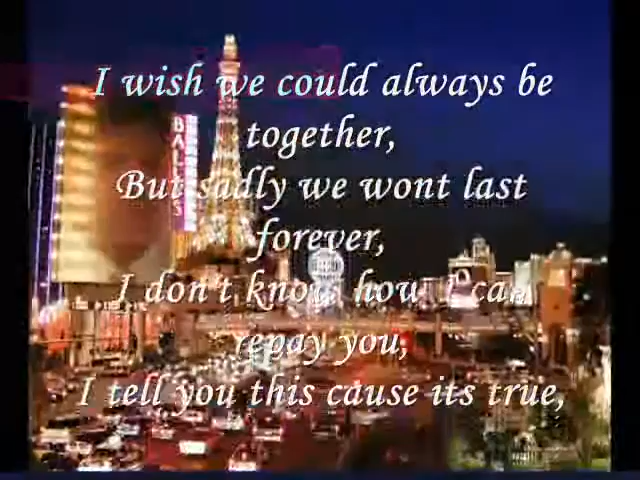 I wish we could always be
together,
But sadly we wont last
forever,
I don't know how I can
repay you,
I tell you this cause its true,
BALLYS